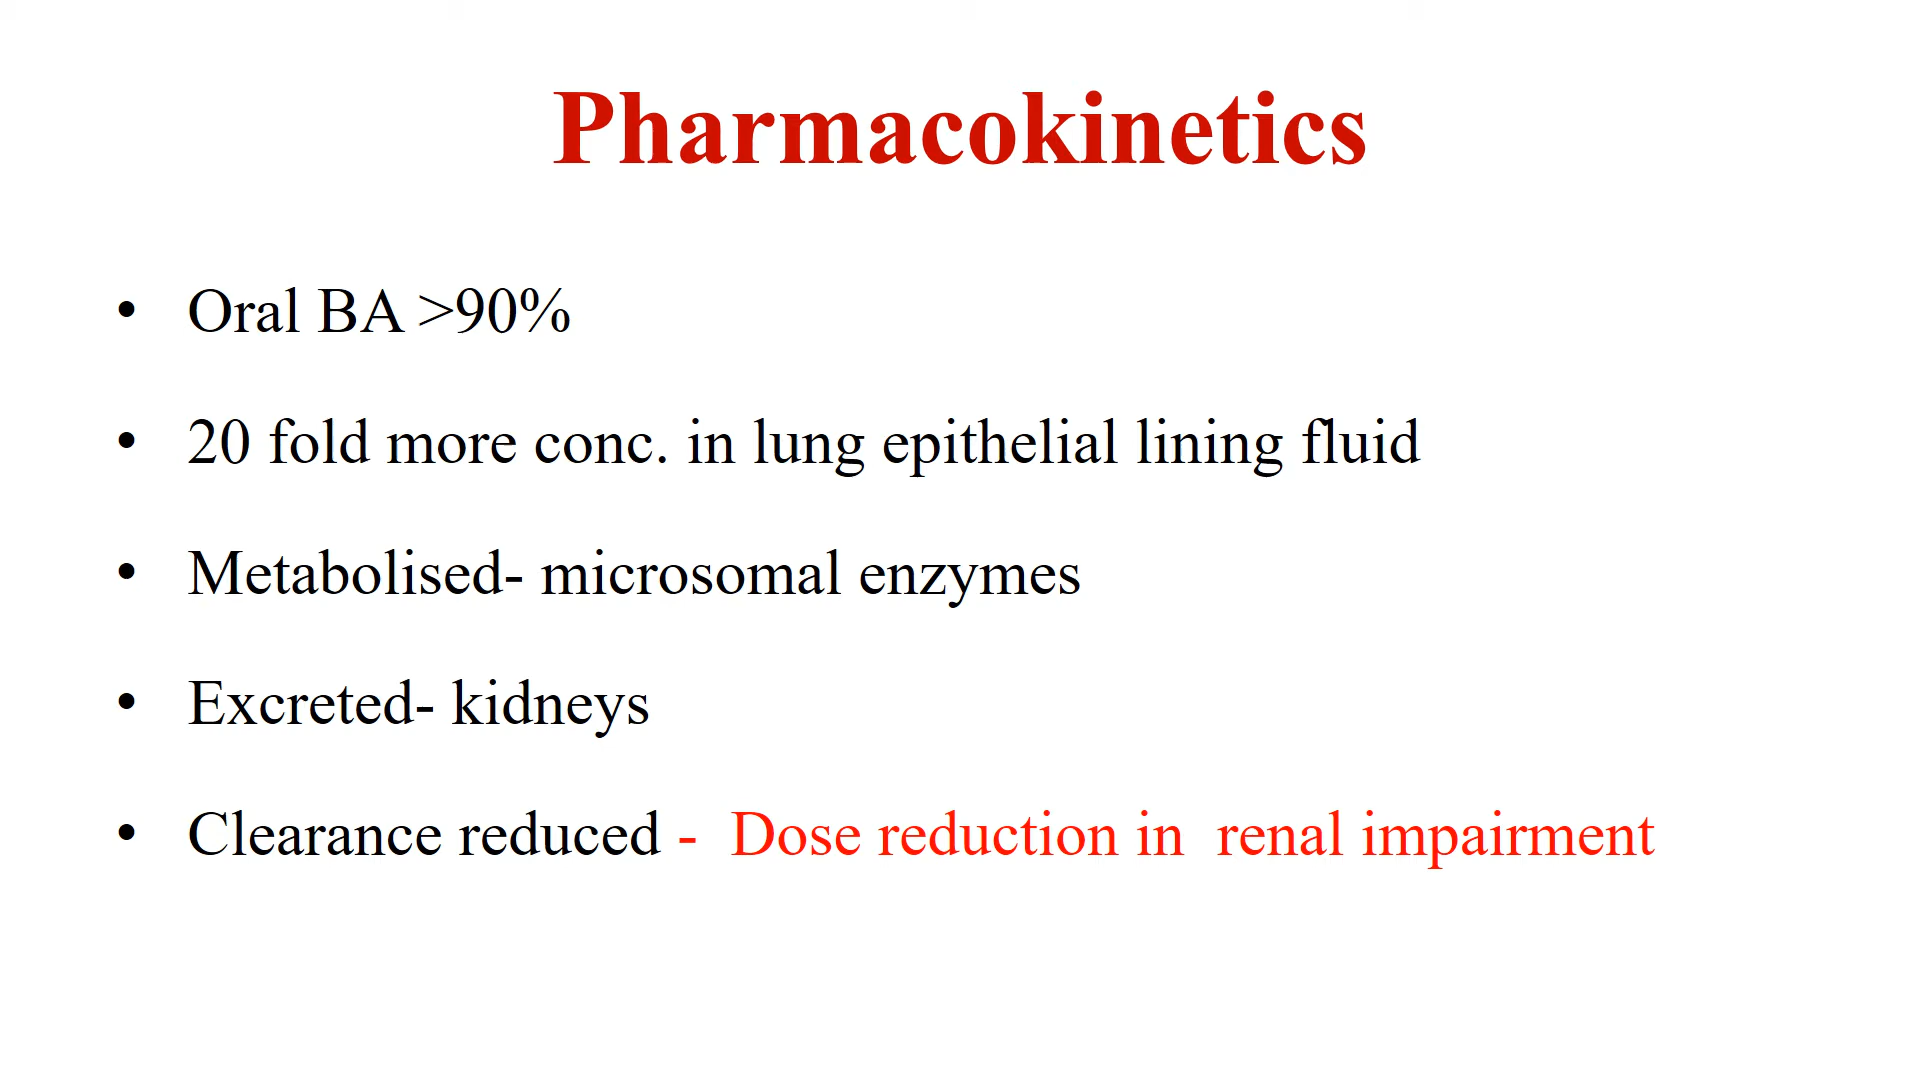 Pharmacokinetics
• Oral BA >90%
• 20 fold more conc. in lung epithelial lining fluid
• Metabolised- microsomal enzymes
• Excreted- kidneys
• Clearance reduced - Dose reduction in renal impairment